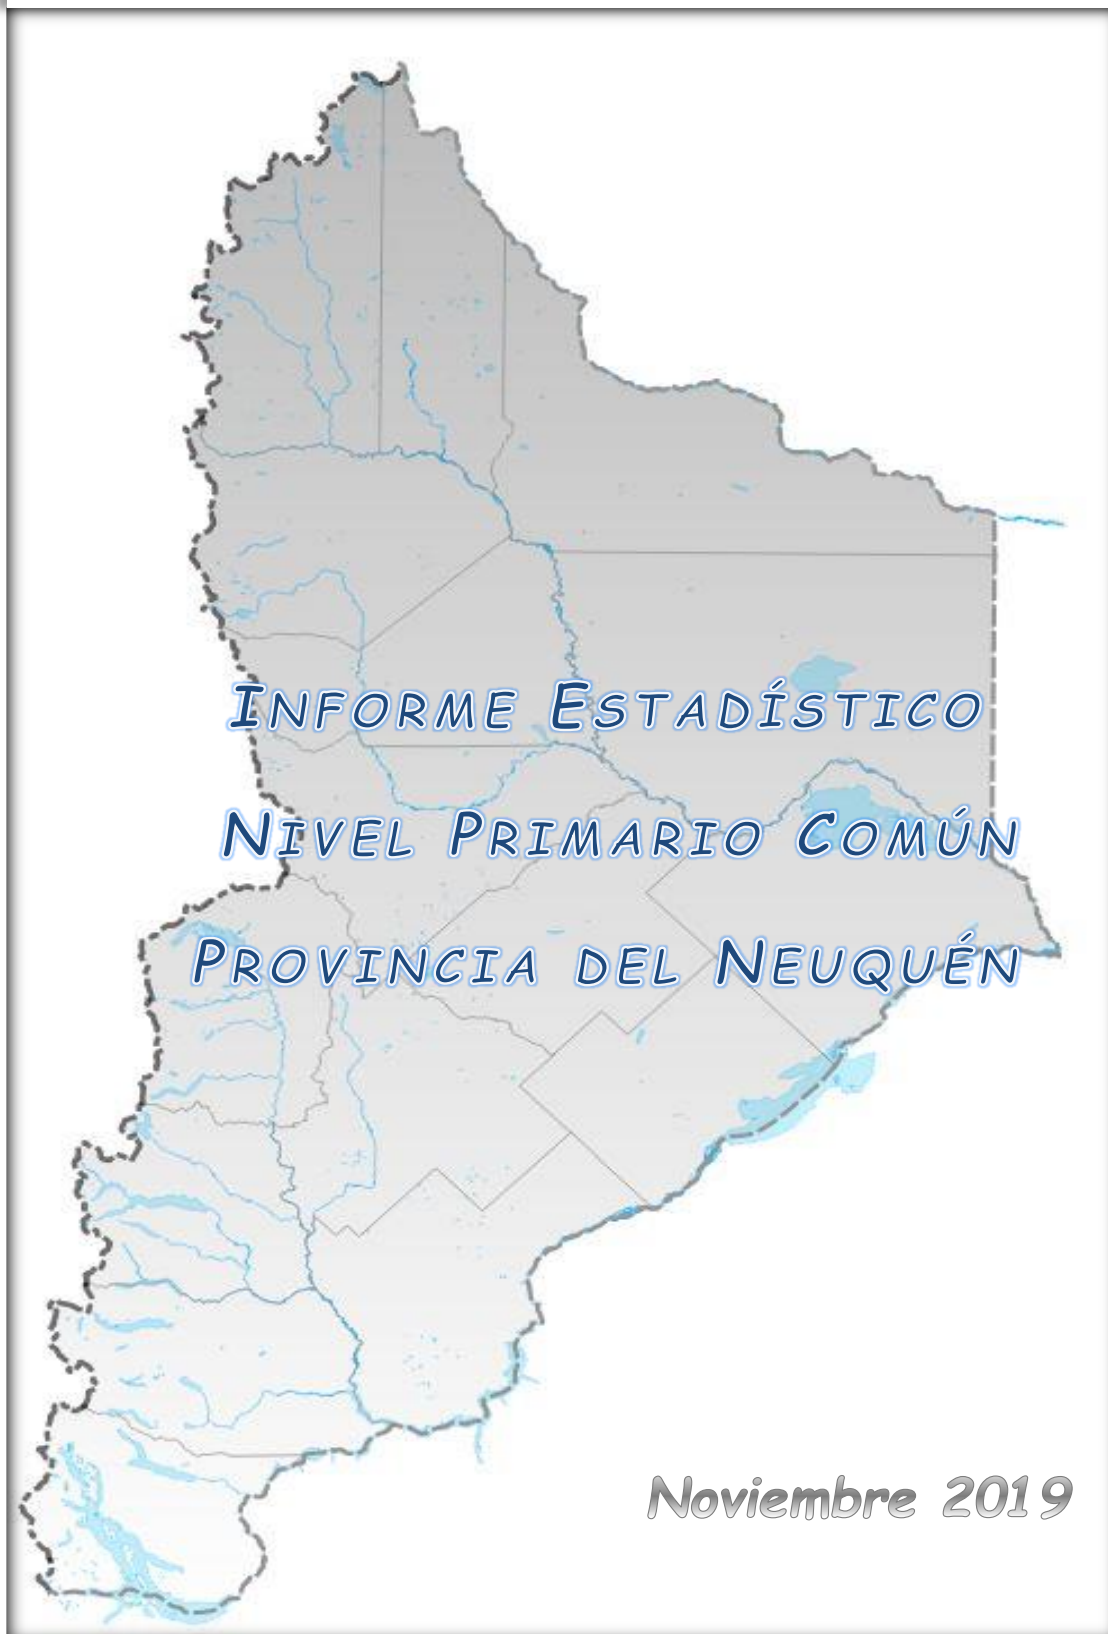 Informe Estadístico
Nivel Primario Común
Provincia del Neuquén
Noviembre 2019